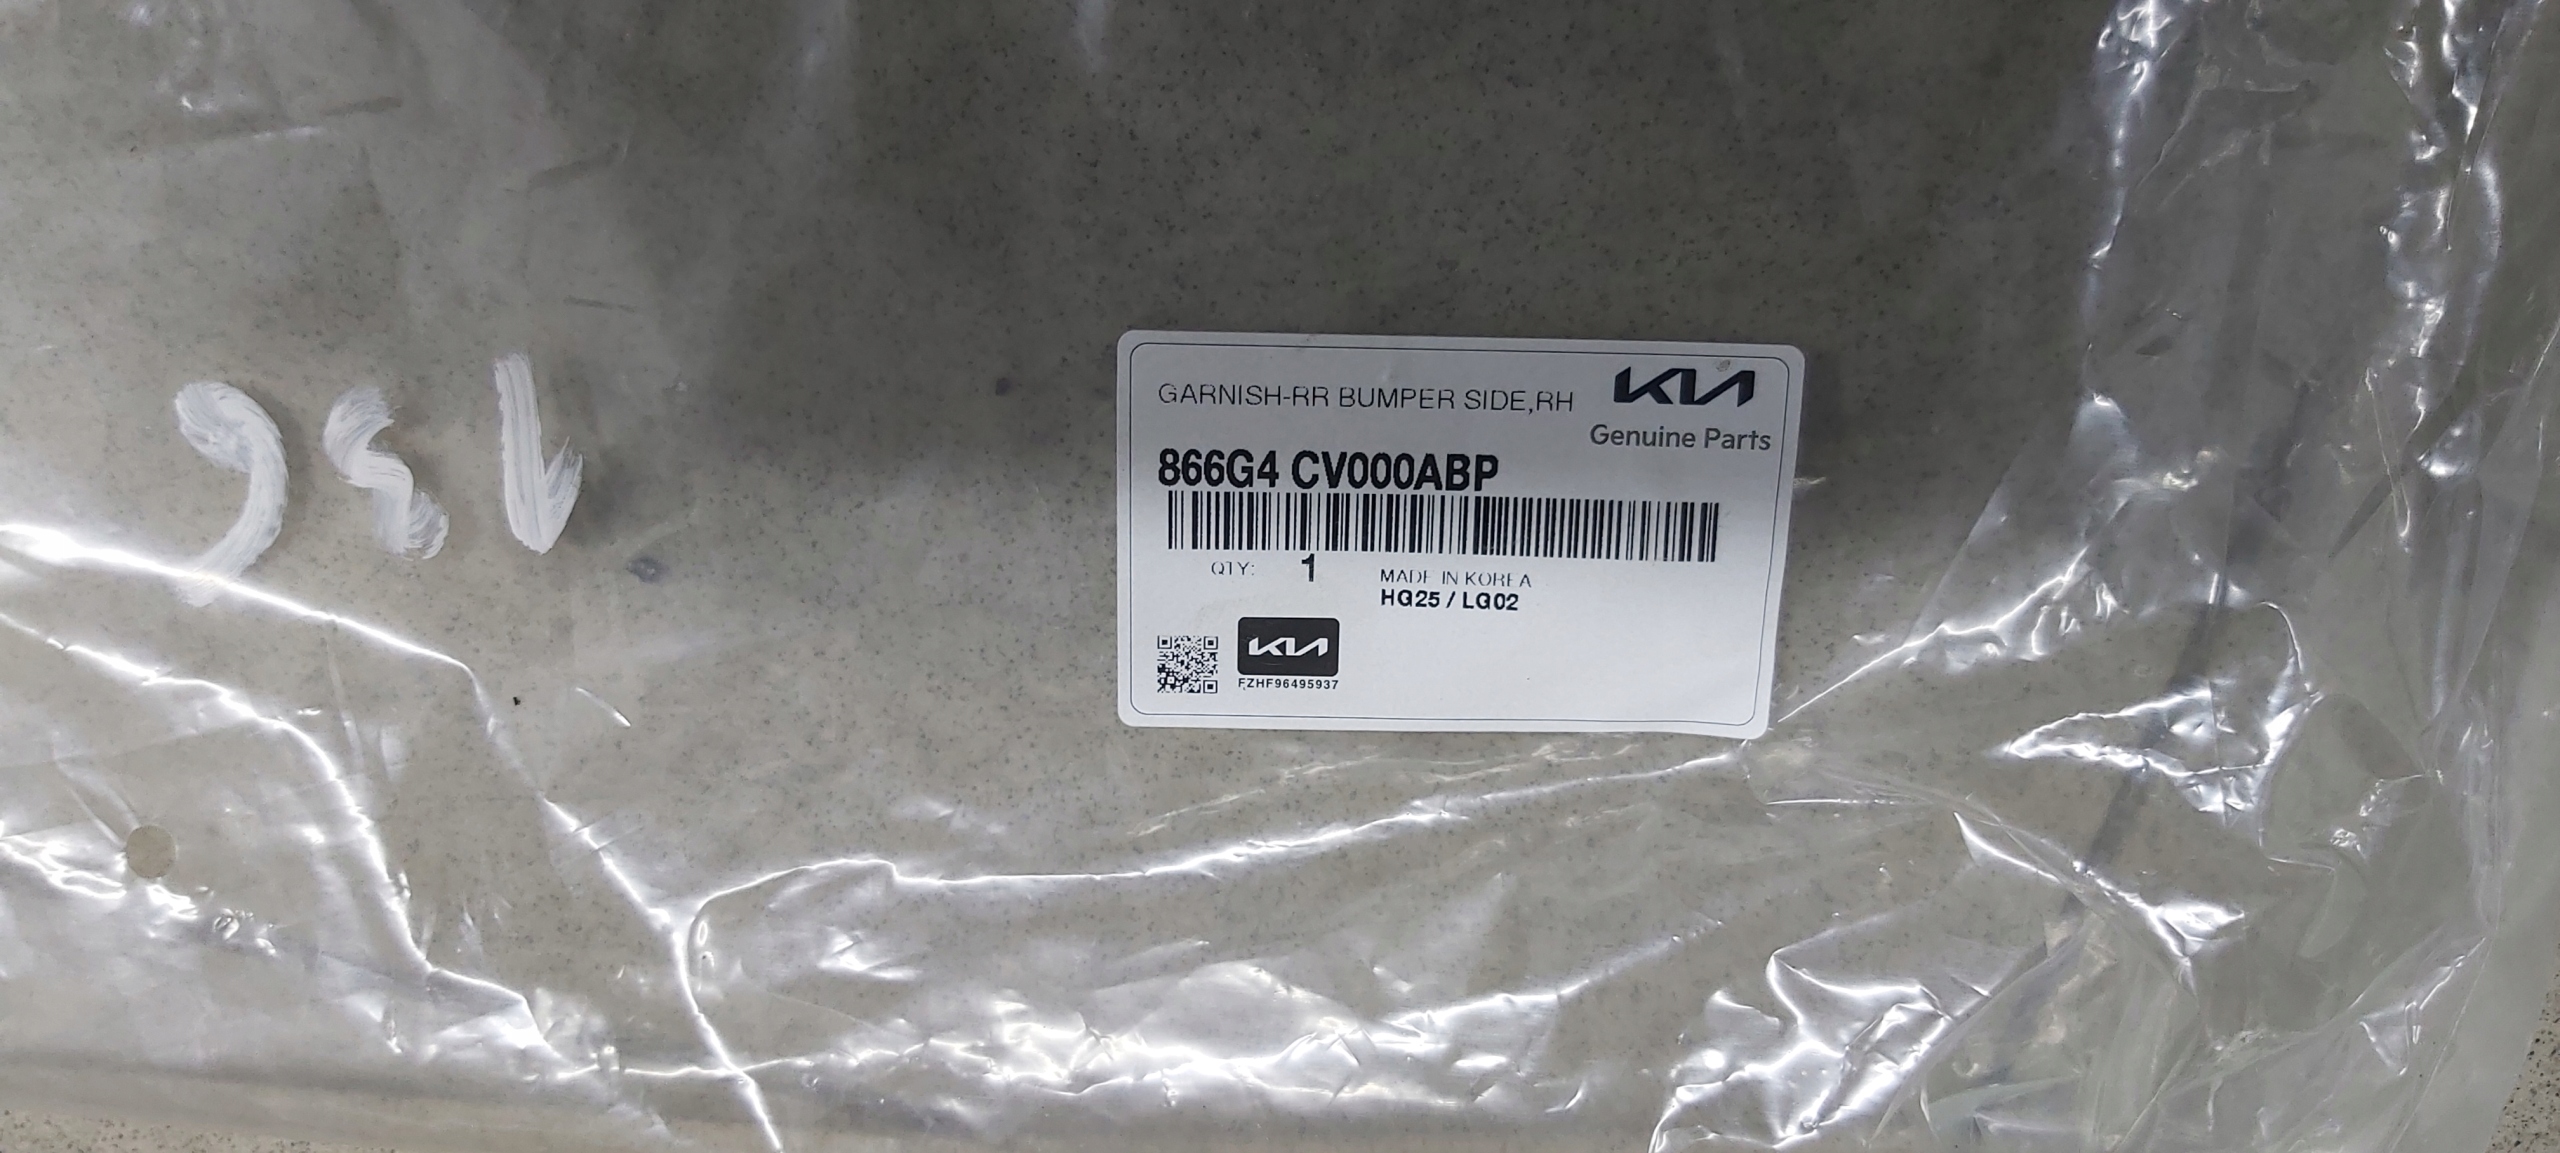 GARNISH-RR BUMPER SIDE,RH
KIA
Genuine Parts
866G4 CV000ABP
QTY: 1
MADE IN KOREA
HG25 / LG02
KIA
FZHF96495937